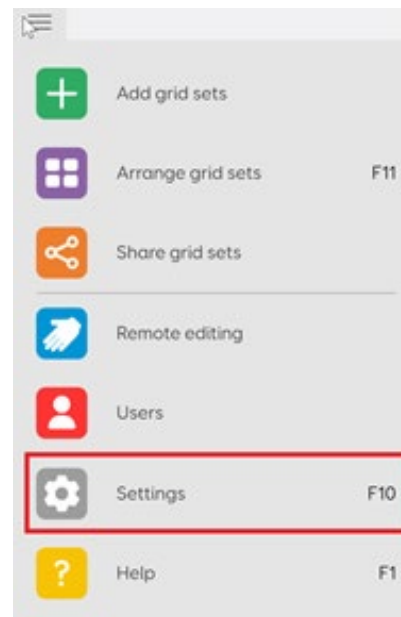 Add grid sets
Arrange grid sets F11
Share grid sets
Remote editing
Users
Settings F10
? Help F1